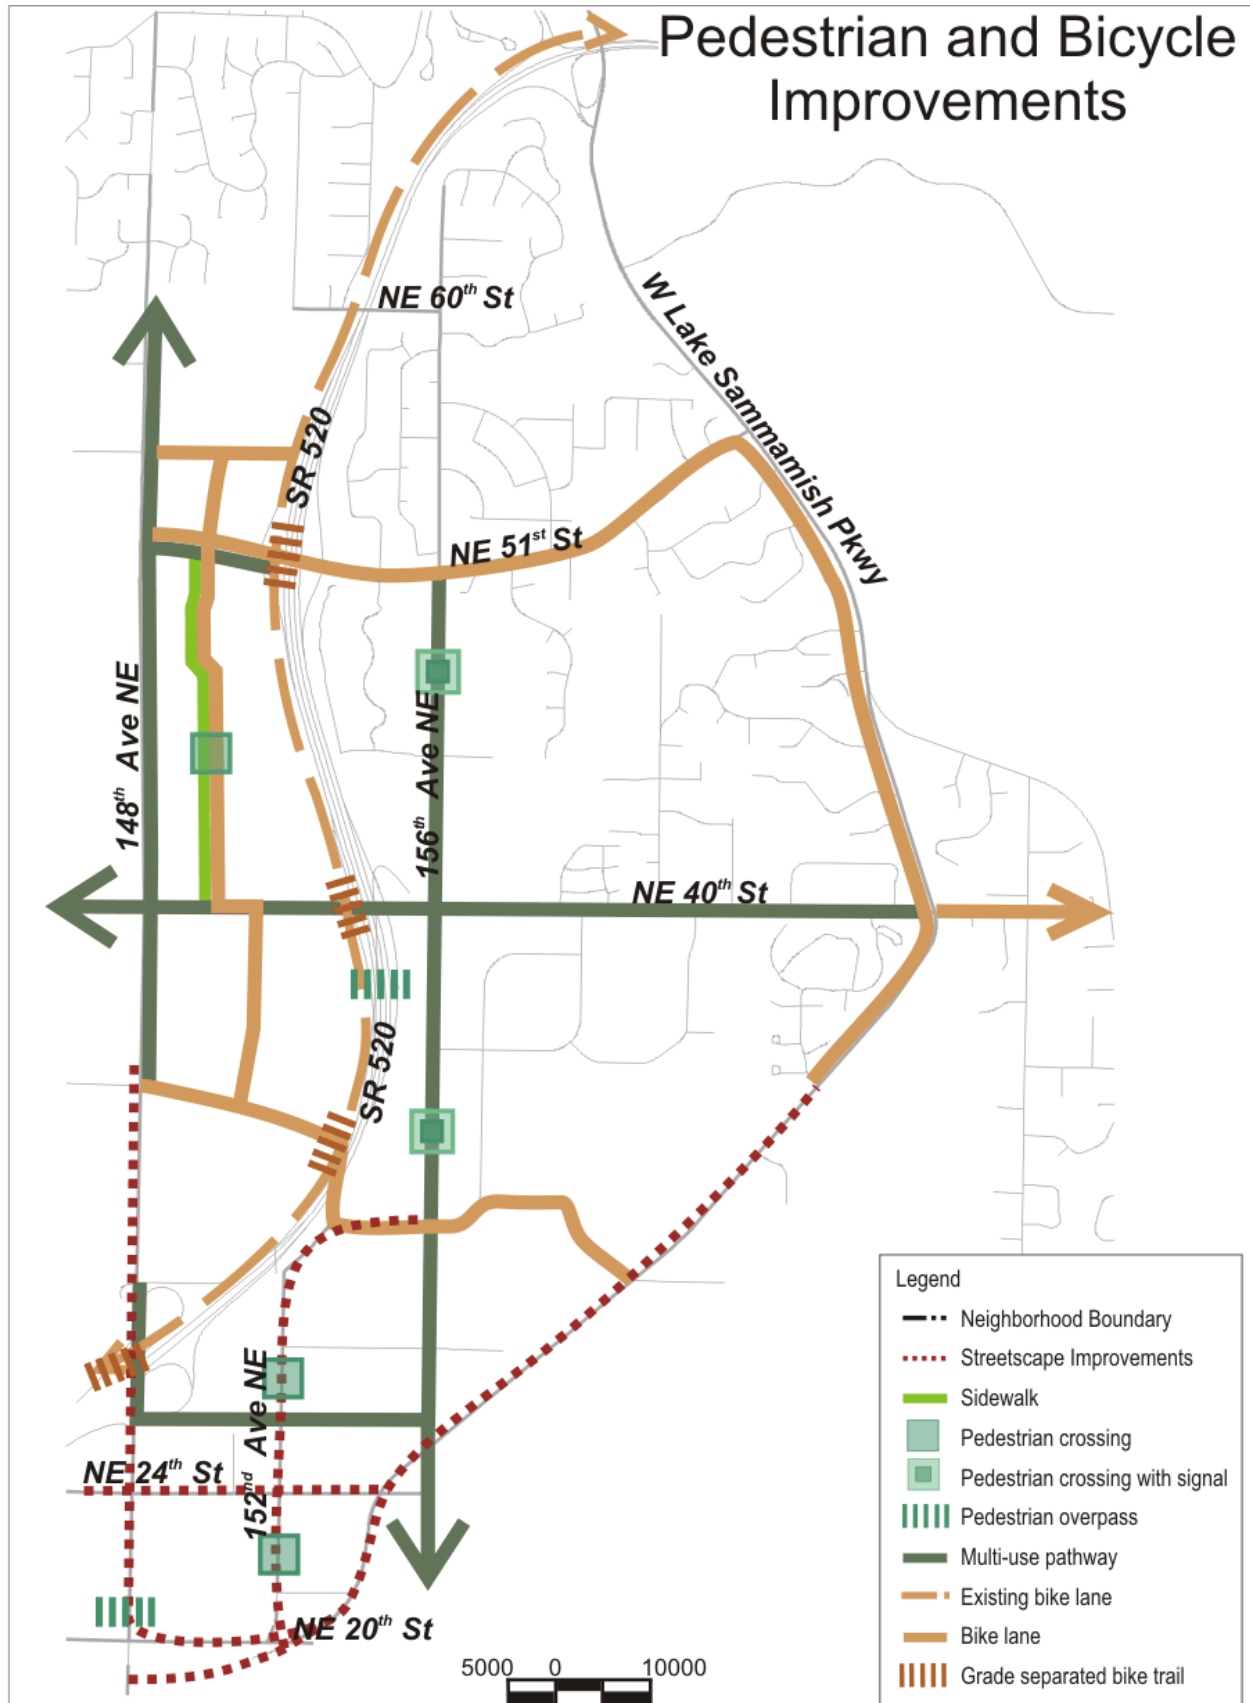 Pedestrian and Bicycle
Improvements
NE 60th St
W Lake Sammamish Pkwy
SR 520
NE 51st St
148th Ave NE
156th Ave NE
NE 40th St
SR 520
152nd Ave NE
NE 24th St
NE 20th St
Legend
Neighborhood Boundary
Streetscape Improvements
Sidewalk
Pedestrian crossing
Pedestrian crossing with signal
Pedestrian overpass
Multi-use pathway
Existing bike lane
Bike lane
Grade separated bike trail
5000 0 10000